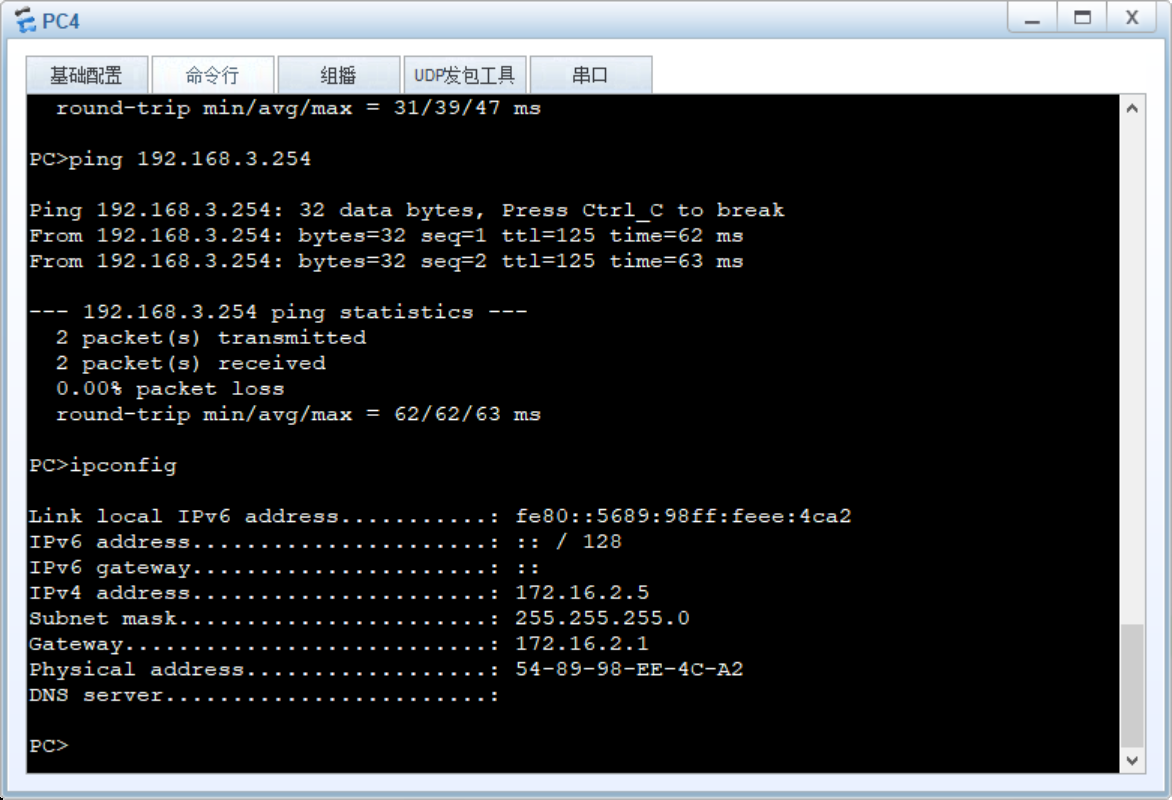 PC4
基础配置 命令行 组播 UDP发包工具 串口
round-trip min/avg/max = 31/39/47 ms
PC>ping 192.168.3.254
Ping 192.168.3.254: 32 data bytes, Press Ctrl_C to break
From 192.168.3.254: bytes=32 seq=1 ttl=125 time=62 ms
From 192.168.3.254: bytes=32 seq=2 ttl=125 time=63 ms
--- 192.168.3.254 ping statistics ---
2 packet(s) transmitted
2 packet(s) received
0.00% packet loss
round-trip min/avg/max = 62/62/63 ms
PC>ipconfig
Link local IPv6 address...........: fe80::5689:98ff:feee:4ca2
IPv6 address......................: :: / 128
IPv6 gateway......................: ::
IPv4 address......................: 172.16.2.5
Subnet mask.......................: 255.255.255.0
Gateway...........................: 172.16.2.1
Physical address..................: 54-89-98-EE-4C-A2
DNS server........................:
PC>